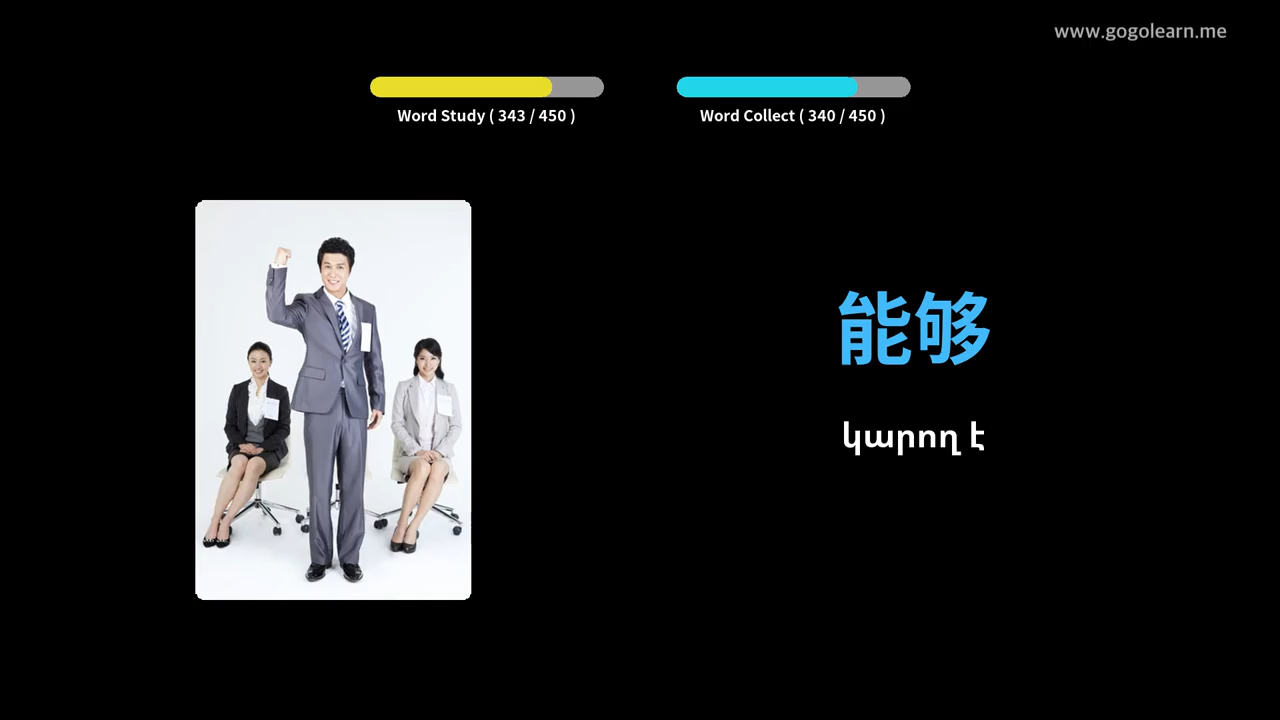 www.gogolearn.me
Word Study ( 343 / 450 )
Word Collect ( 340 / 450 )
能够
կարող է